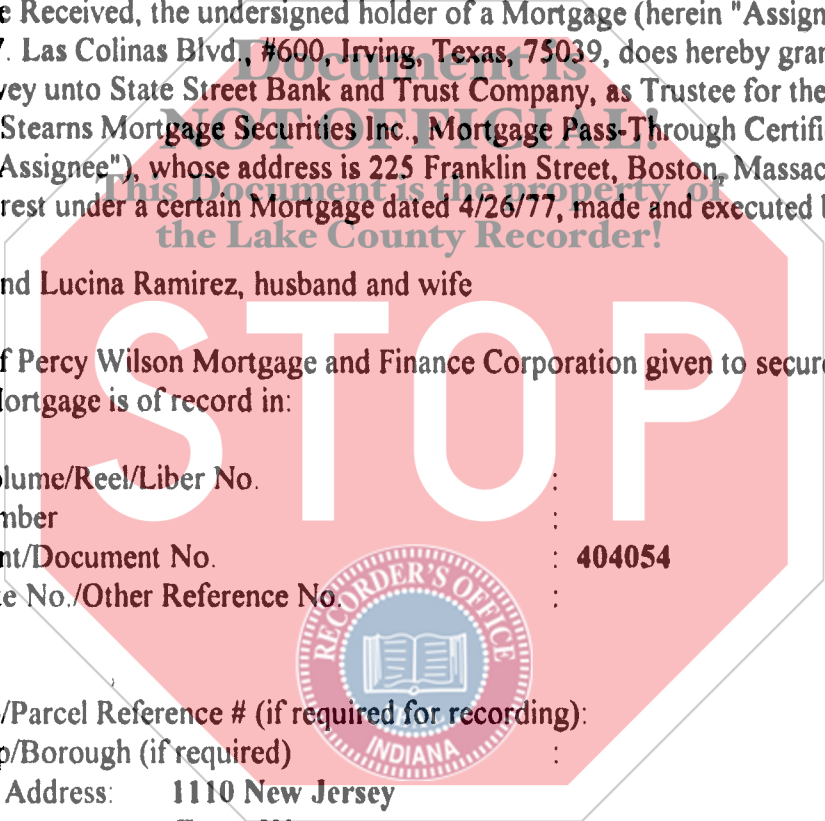 e Received, the undersigned holder of a Mortgage (herein "Assign
. Las Colinas Blvd., #600, Irving, Texas, 75039, does hereby gran
Document is
vey unto State Street Bank and Trust Company, as Trustee for the
NOT OFFICIAL!
Stearns Mortgage Securities Inc., Mortgage Pass-Through Certifi
Assignee"), whose address is 225 Franklin Street, Boston, Massac
This Document is the property of
rest under a certain Mortgage dated 4/26/77, made and executed b
the Lake County Recorder!
nd Lucina Ramirez, husband and wife
STOP
f Percy Wilson Mortgage and Finance Corporation given to secure
ortgage is of record in:
lume/Reel/Liber No. :
mber :
nt/Document No. : 404054
e No./Other Reference No. :
RECORDER'S OFFICE
INDIANA
/Parcel Reference # (if required for recording):
p/Borough (if required) :
Address: 1110 New Jersey